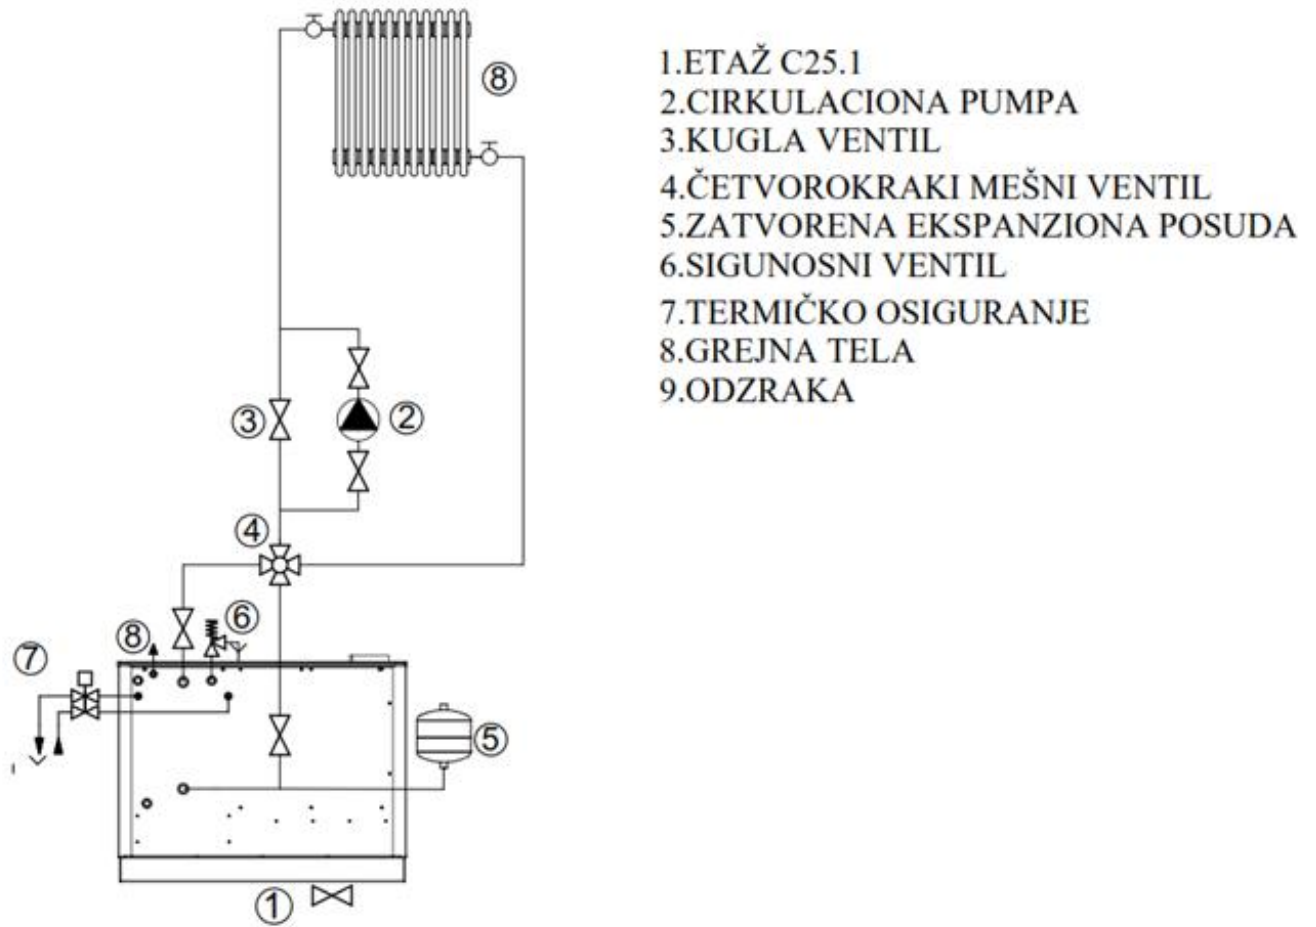 ⑧
1.ETAŽ C25.1
2.CIRKULACIONA PUMPA
3.KUGLA VENTIL
4.ČETVOROKRAKI MEŠNI VENTIL
5.ZATVORENA EKSPANZIONA POSUDA
6.SIGUNOSNI VENTIL
7.TERMIČKO OSIGURANJE
8.GREJNA TELA
9.ODZRAKA
③
②
④
⑥
⑧
⑦
⑤
①